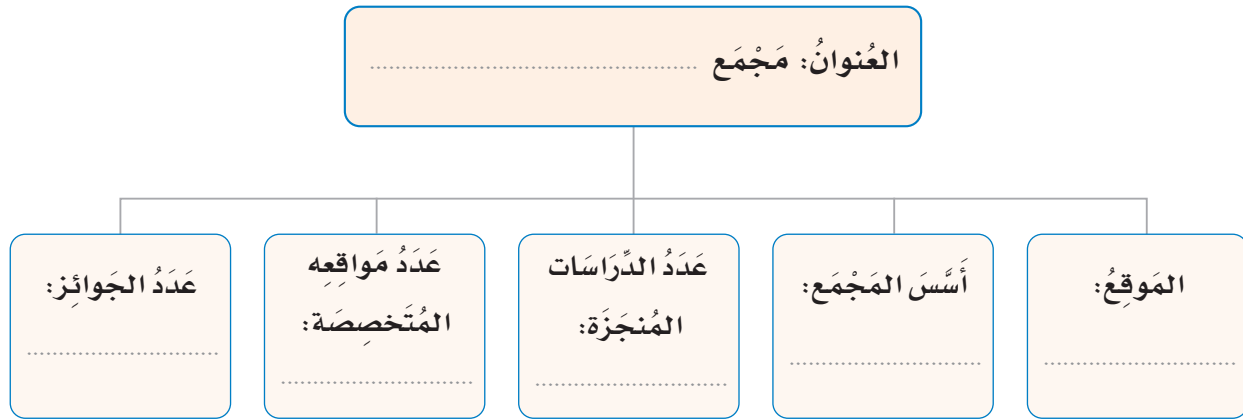 العُنوانُ: مَجْمَع ................................................
المَوقِعُ:
............................
أَسَّسَ المَجْمَع:
............................
عَدَدُ الدِّرَاسَات
المُنجَزَة:
............................
عَدَدُ مَواقِعِه
المُتَخصِصَة:
............................
عَدَدُ الجَوائِز:
............................